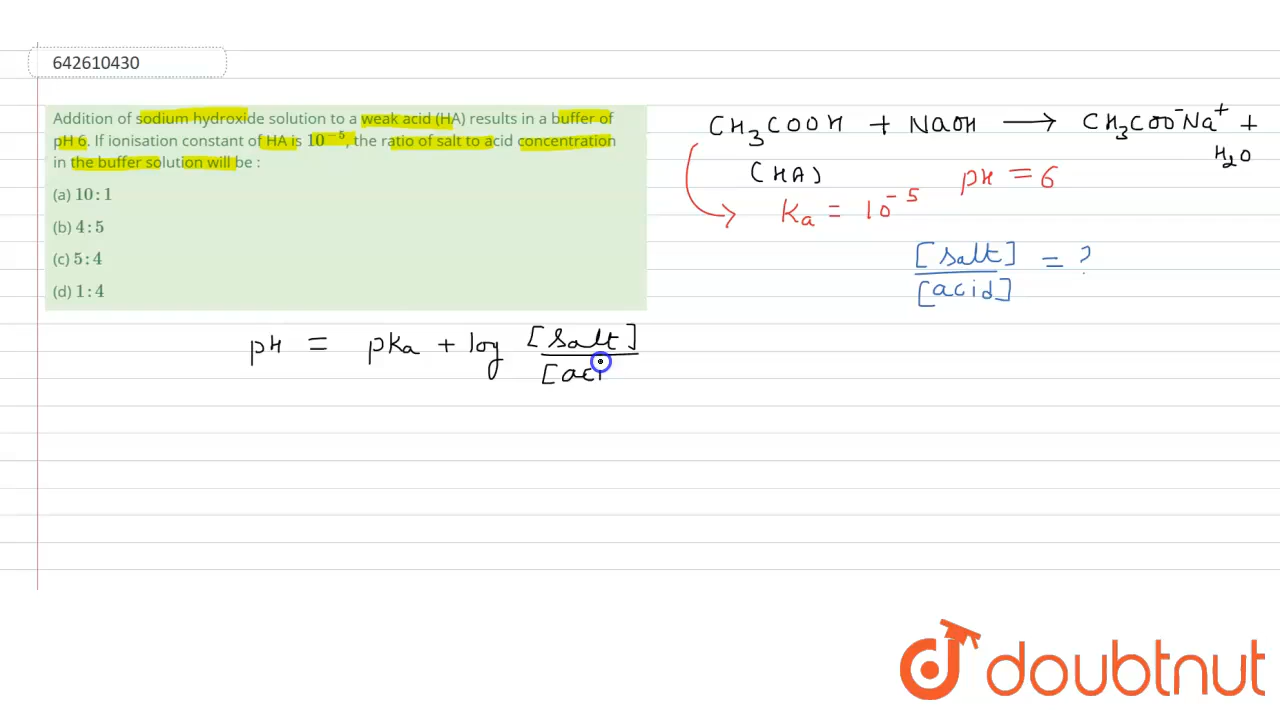 642610430
Addition of sodium hydroxide solution to a weak acid (HA) results in a buffer of
pH 6. If ionisation constant of HA is 10⁻⁵, the ratio of salt to acid concentration
in the buffer solution will be :
(a) 10 : 1
(b) 4 : 5
(c) 5 : 4
(d) 1 : 4
CH₃COOH + NaOH ⟶ CH₃COO⁻Na⁺ +
H₂O
(HA)
pH = 6
Ka = 10⁻⁵
[Salt]
= ?
[acid]
pH = pKa + log [Salt]
[aci
doubtnut